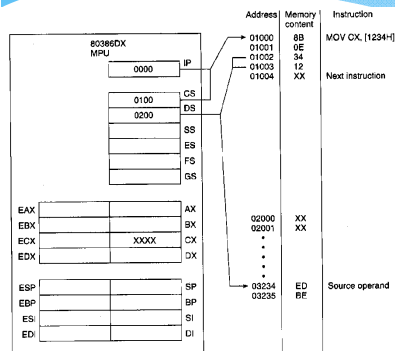 Address Memory content Instruction
80386DX
MPU
0000 IP
0100 CS
0200 DS
SS
ES
FS
GS
EAX AX
EBX BX
ECX XXXX CX
EDX DX
ESP SP
EBP BP
ESI SI
EDI DI
01000 8B MOV CX, [1234H]
01001 0E
01002 34
01003 12
01004 XX Next instruction
02000 XX
02001 XX
03234 ED Source operand
03235 BE